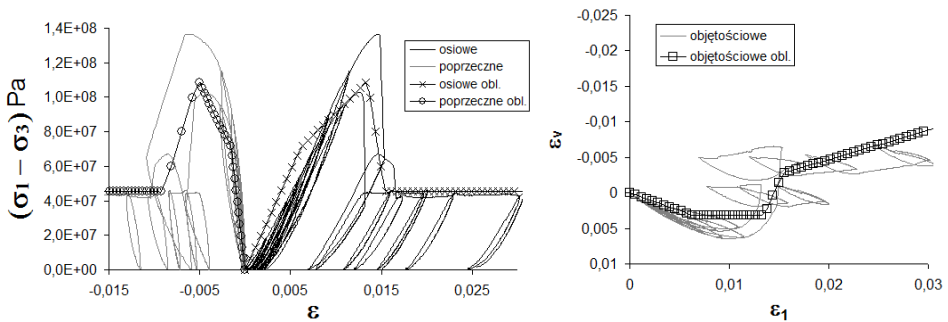 (σ1 – σ3) Pa
1,4E+08
1,2E+08
1,0E+08
8,0E+07
6,0E+07
4,0E+07
2,0E+07
0,0E+00
-0,015
-0,005
0,005
0,015
0,025
ε
osiowe
poprzeczne
osiowe obl.
poprzeczne obl.
εv
-0,025
-0,02
-0,015
-0,01
-0,005
0
0,005
0,01
0
0,01
0,02
0,03
ε1
objętościowe
objętościowe obl.